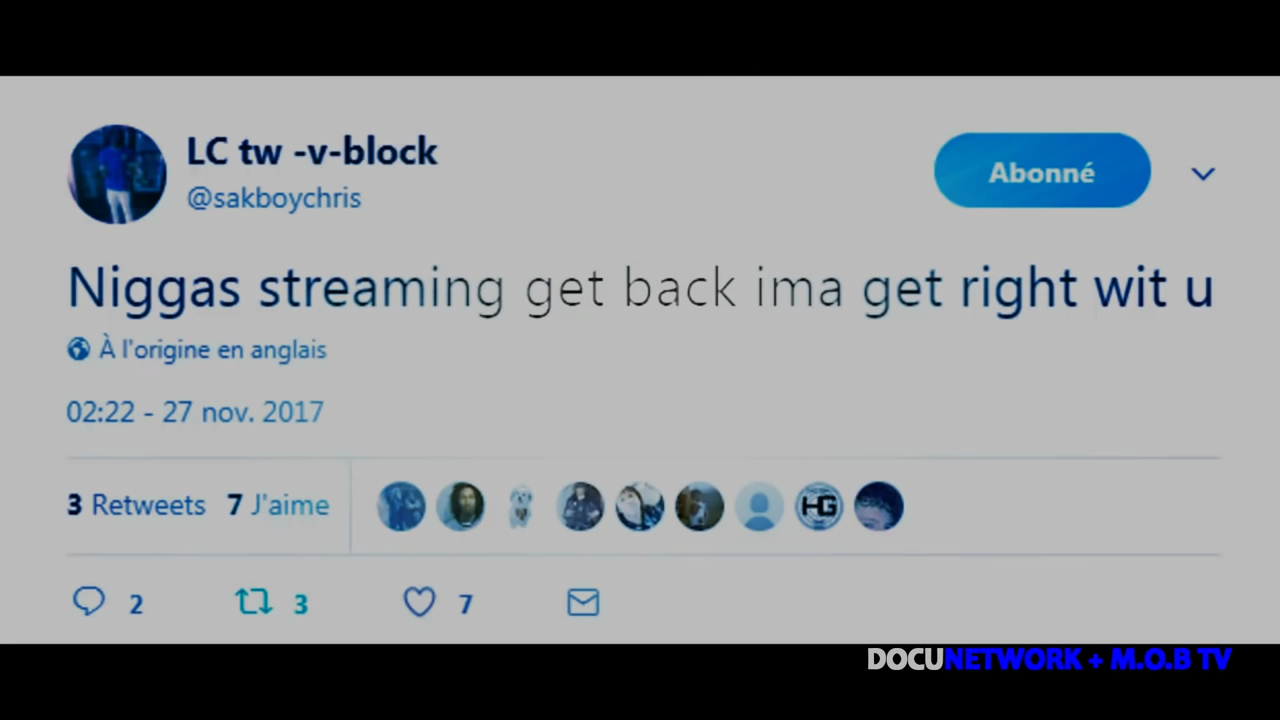 LC tw -v-block
Abonné
@sakboychris
Niggas streaming get back ima get right wit u
À l'origine en anglais
02:22 - 27 nov. 2017
3 Retweets 7 J'aime
HG
2 3 7
DOCUNETWORK + M.O.B TV